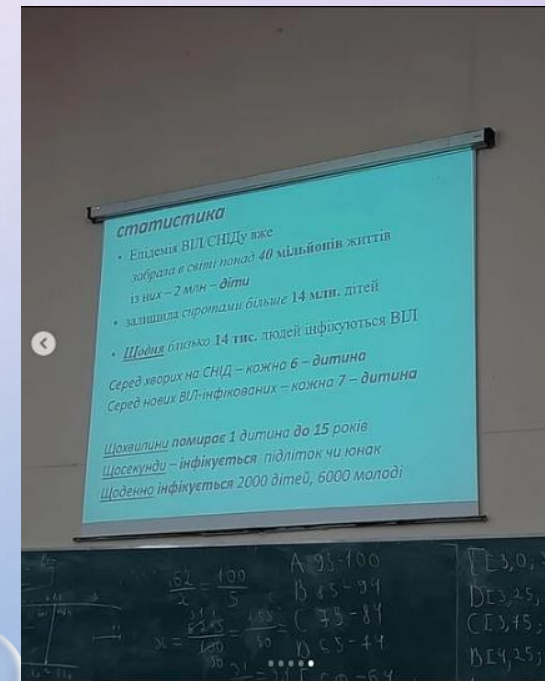 статистика
• Епідемія ВІЛ/СНІДу вже
забрала в світі понад 40 мільйонів життів
із них – 2 млн – діти
• залишила сиротами більше 14 млн. дітей
• Щодня близько 14 тис. людей інфікуються ВІЛ
Серед хворих на СНІД – кожна 6 – дитина
Серед нових ВІЛ-інфікованих – кожна 7 – дитина
Щохвилини помирає 1 дитина до 15 років
Щосекунди – інфікується підліток чи юнак
Щоденно інфікується 2000 дітей, 6000 молоді
A 95-100
B 85-94
C 75-84
D 65-74